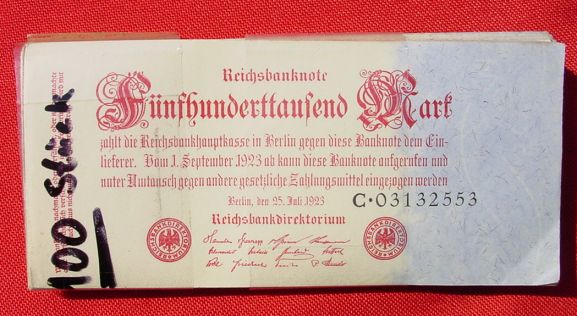 Reichsbanknote
Fünfhunderttausend Mark
zahlt die Reichsbankhauptkasse in Berlin gegen diese Banknote dem Ein-
lieferer. Vom 1. September 1923 ab kann diese Banknote aufgerufen und
unter Umtausch gegen andere gesetzliche Zahlungsmittel eingezogen werden
Berlin, den 25. Juli 1923
Reichsbankdirektorium
C·03132553
100 Stück